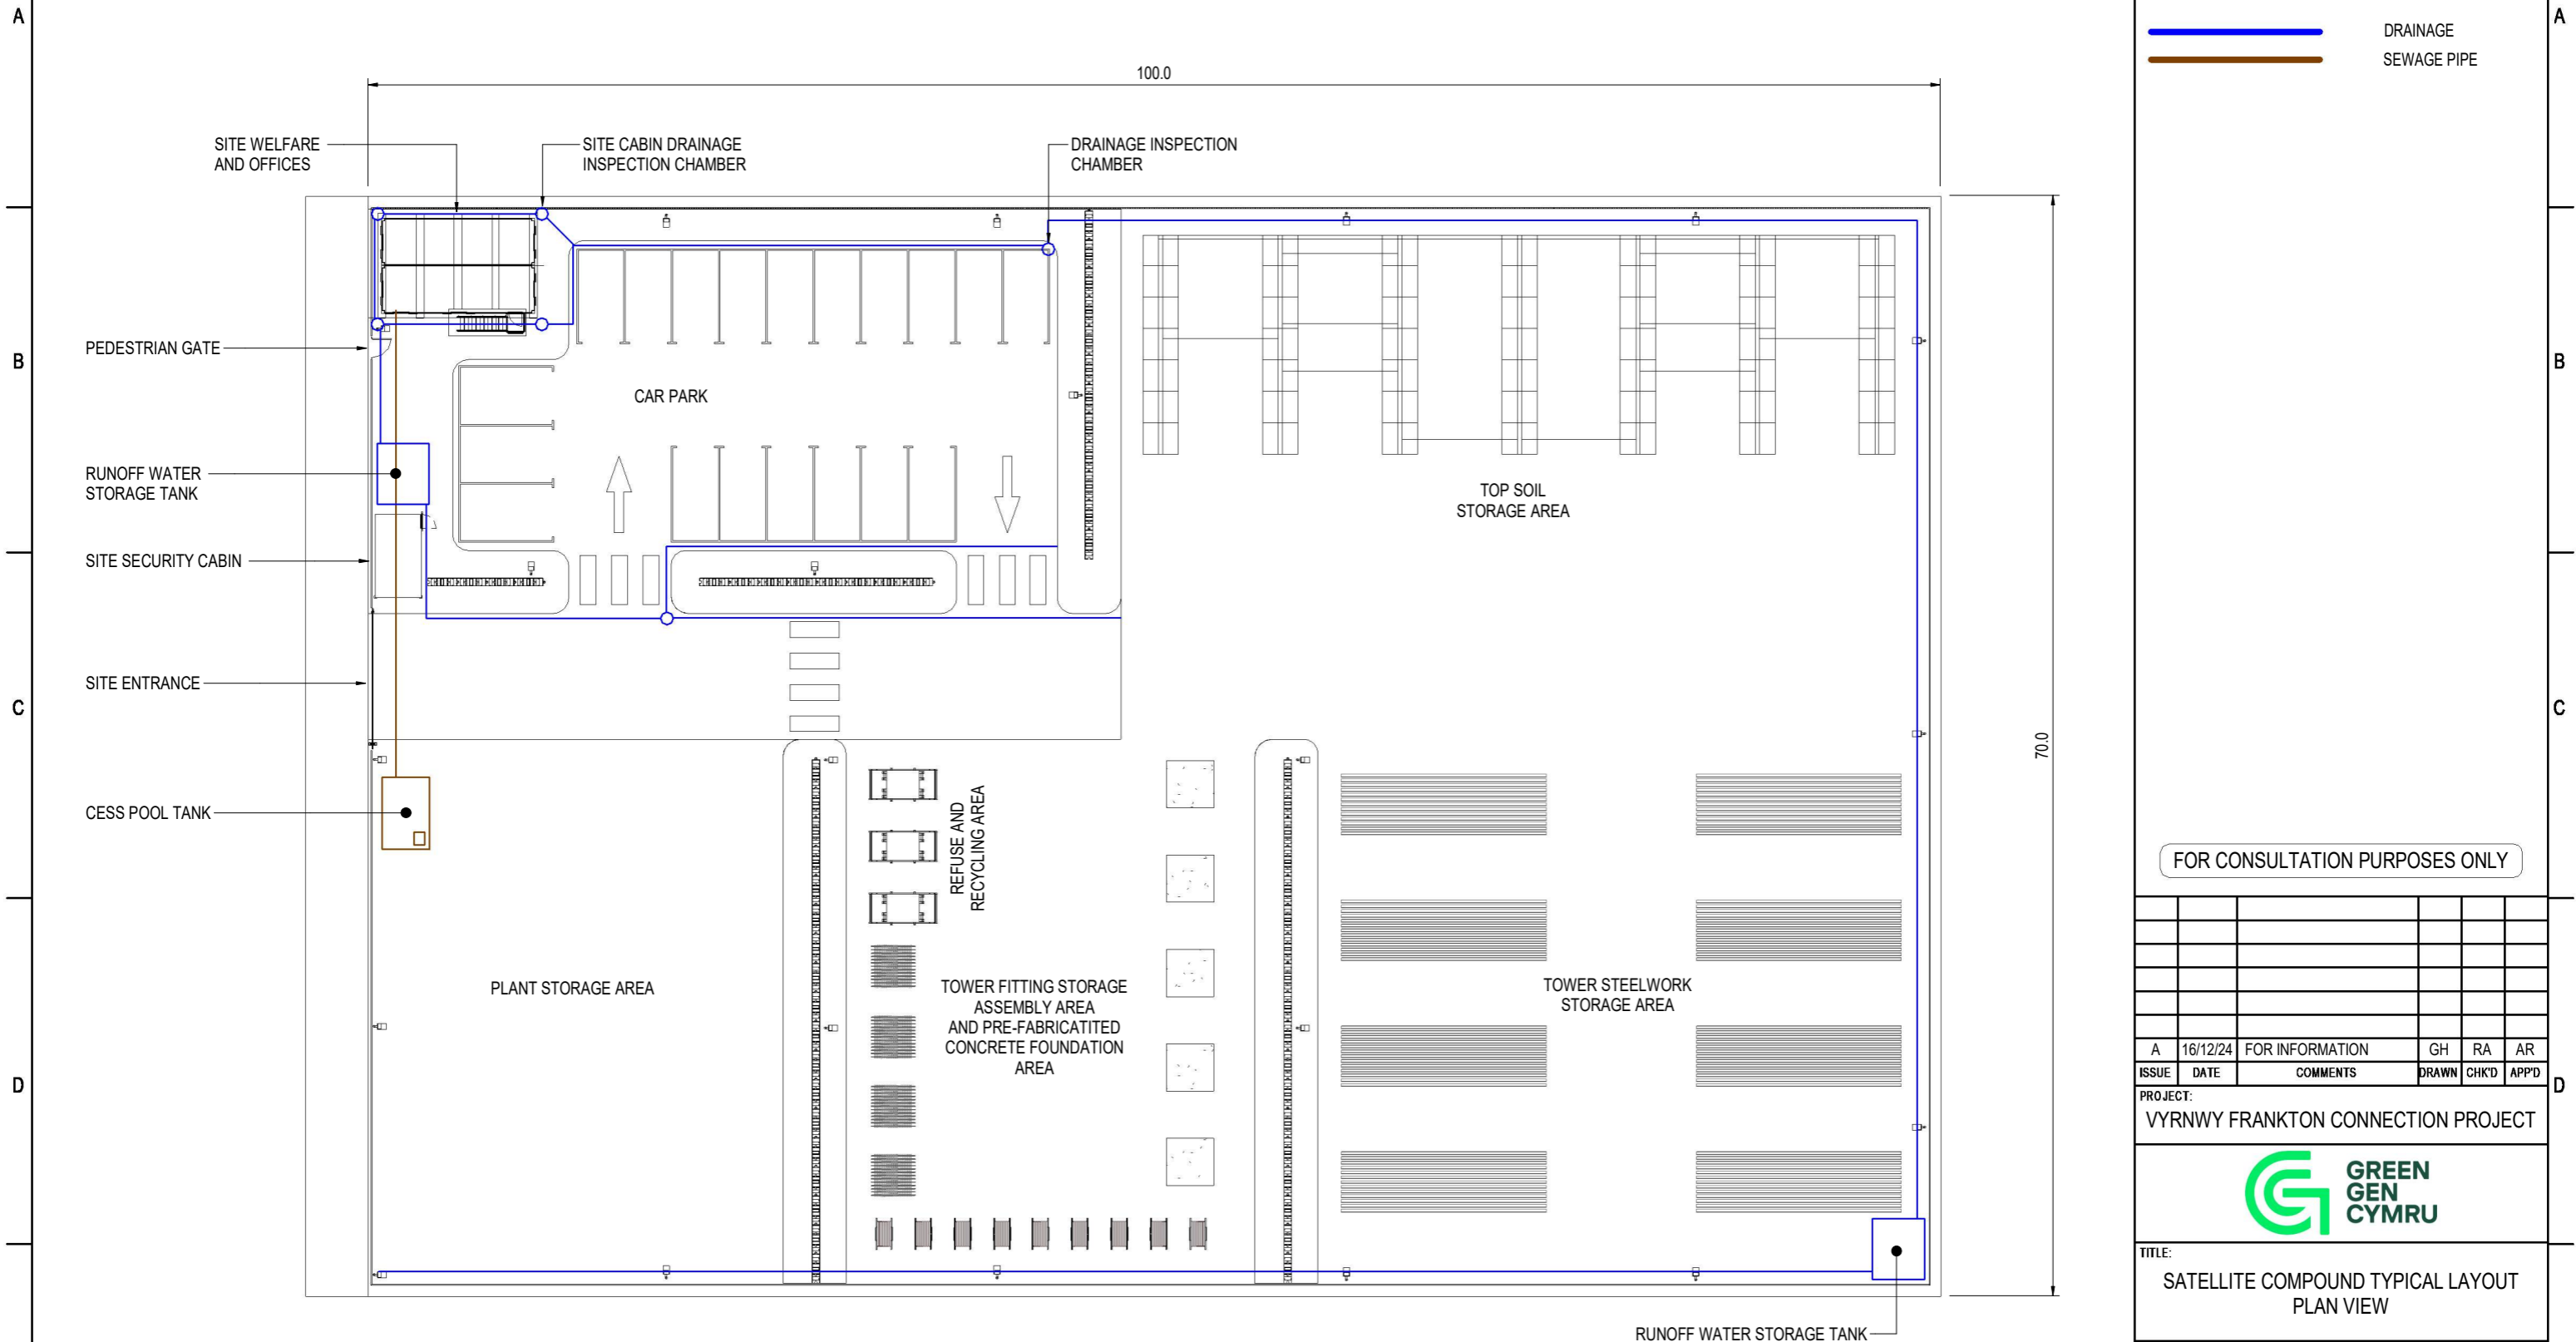 A
A
DRAINAGE
SEWAGE PIPE
100.0
SITE WELFARE
AND OFFICES
SITE CABIN DRAINAGE
INSPECTION CHAMBER
DRAINAGE INSPECTION
CHAMBER
PEDESTRIAN GATE
B
B
CAR PARK
RUNOFF WATER
STORAGE TANK
TOP SOIL
STORAGE AREA
SITE SECURITY CABIN
SITE ENTRANCE
C
C
70.0
CESS POOL TANK
REFUSE AND
RECYCLING AREA
PLANT STORAGE AREA
TOWER FITTING STORAGE
ASSEMBLY AREA
AND PRE-FABRICATITED
CONCRETE FOUNDATION
AREA
TOWER STEELWORK
STORAGE AREA
D
D
RUNOFF WATER STORAGE TANK
FOR CONSULTATION PURPOSES ONLY
A 16/12/24 FOR INFORMATION GH RA AR
ISSUE DATE COMMENTS DRAWN CHK'D APP'D
PROJECT:
VYRNWY FRANKTON CONNECTION PROJECT
GREEN
GEN
CYMRU
TITLE:
SATELLITE COMPOUND TYPICAL LAYOUT
PLAN VIEW